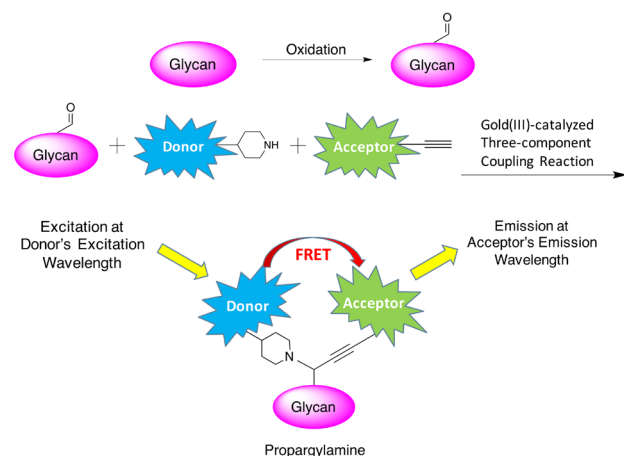 Oxidation
Glycan
O
Glycan
O
Glycan
Donor
NH
Acceptor
Gold(III)-catalyzed
Three-component
Coupling Reaction
Excitation at
Donor's Excitation
Wavelength
FRET
Emission at
Acceptor's Emission
Wavelength
Donor
Acceptor
N
Glycan
Propargylamine